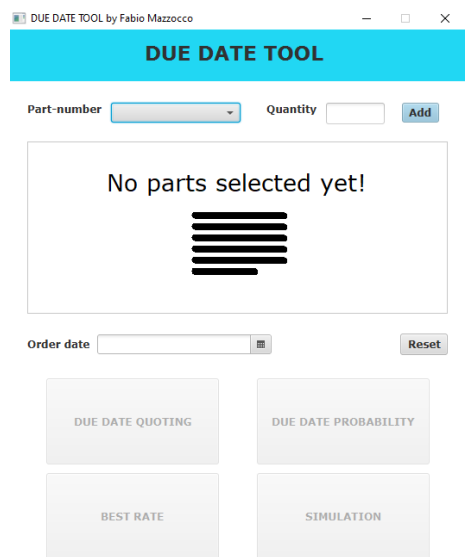 DUE DATE TOOL by Fabio Mazzocco
DUE DATE TOOL
Part-number Quantity Add
No parts selected yet!
Order date Reset
DUE DATE QUOTING DUE DATE PROBABILITY
BEST RATE SIMULATION